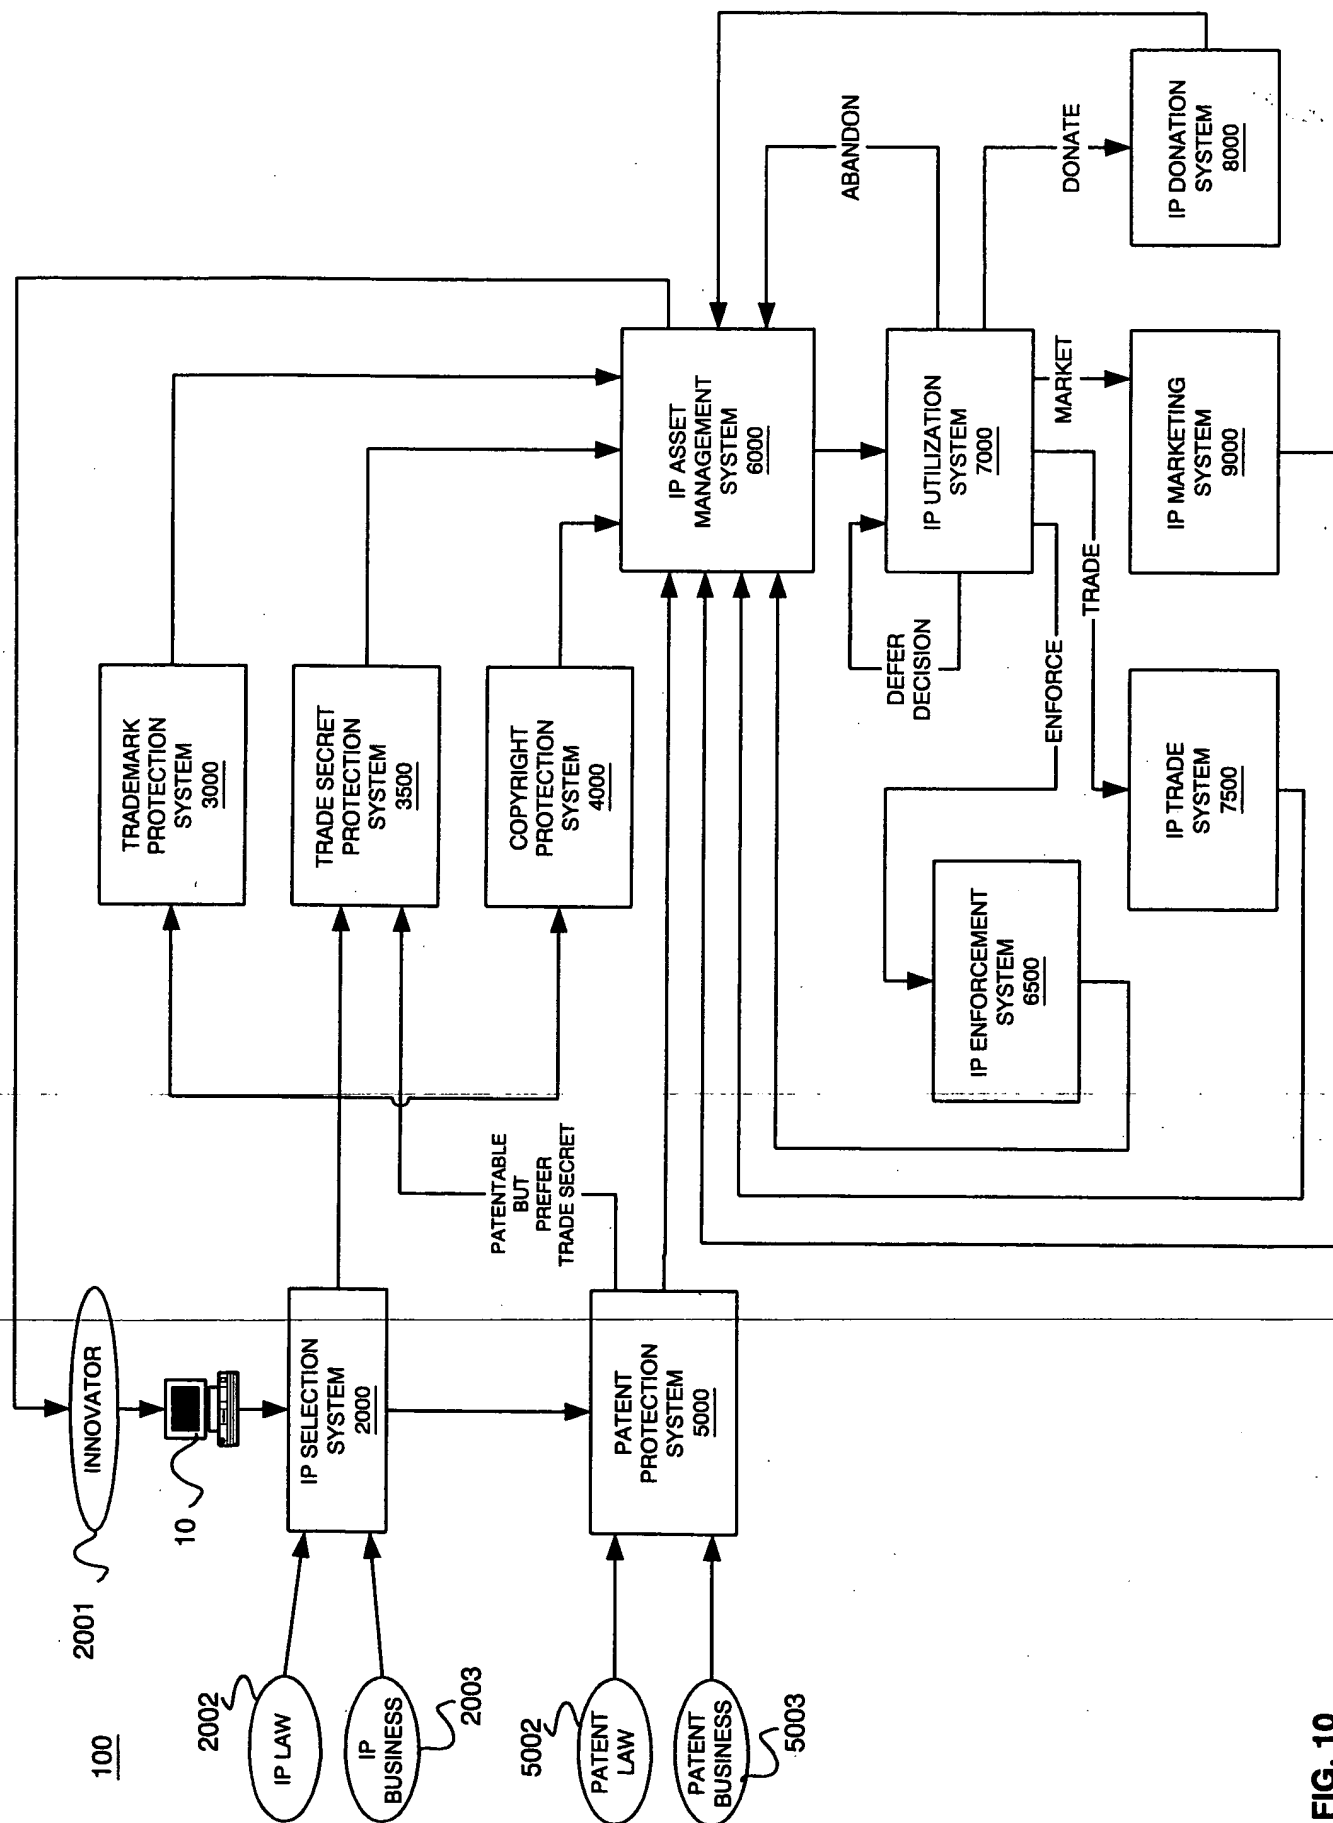 100
2001
INNOVATOR
10
2002
IP LAW
IP
BUSINESS
2003
IP SELECTION
SYSTEM
2000
5002
PATENT
LAW
PATENT
BUSINESS
5003
PATENT
PROTECTION
SYSTEM
5000
PATENTABLE
BUT
PREFER
TRADE SECRET
TRADEMARK
PROTECTION
SYSTEM
3000
TRADE SECRET
PROTECTION
SYSTEM
3500
COPYRIGHT
PROTECTION
SYSTEM
4000
IP ASSET
MANAGEMENT
SYSTEM
6000
ABANDON
DEFER
DECISION
IP UTILIZATION
SYSTEM
7000
ENFORCE
TRADE
MARKET
DONATE
IP ENFORCEMENT
SYSTEM
6500
IP TRADE
SYSTEM
7500
IP MARKETING
SYSTEM
9000
IP DONATION
SYSTEM
8000
FIG. 10